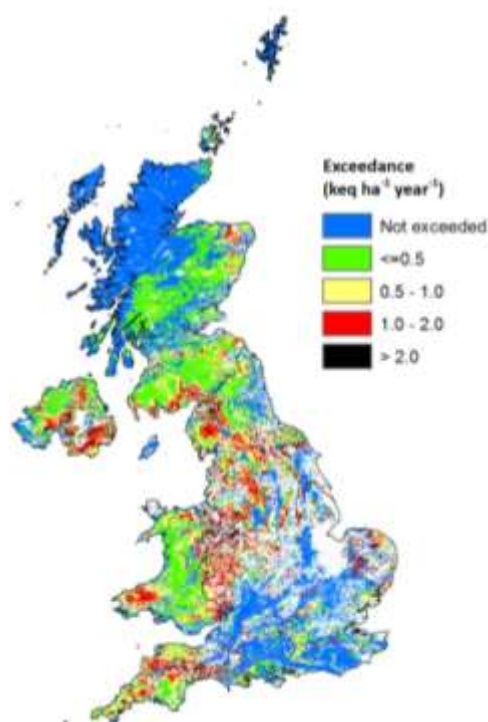 Exceedance
(keq ha⁻¹ year⁻¹)
Not exceeded
<=0.5
0.5 - 1.0
1.0 - 2.0
> 2.0